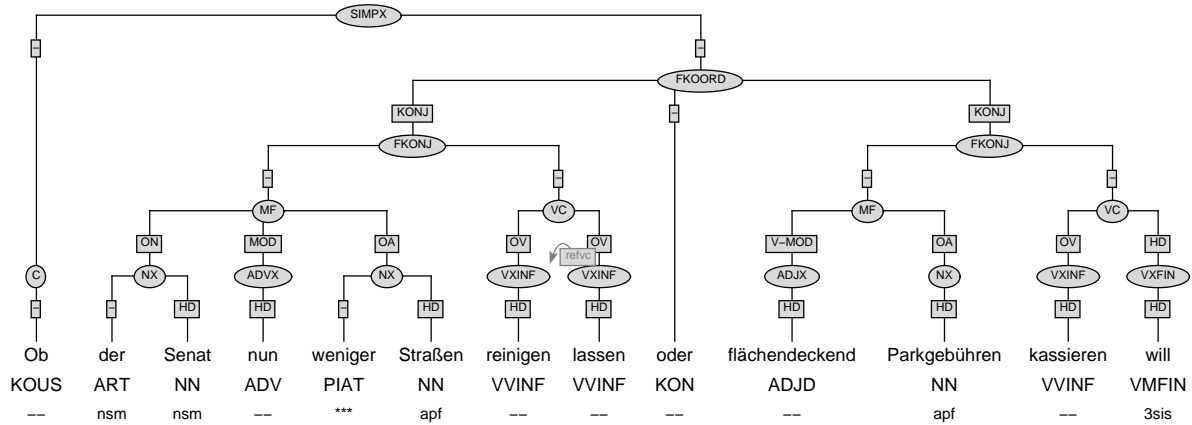 SIMPX
– –
FKOORD
KONJ – KONJ
FKONJ FKONJ
– – – –
MF VC MF VC
ON MOD OA OV refvc OV V−MOD OA OV HD
C NX ADVX NX VXINF VXINF ADJX NX VXINF VXFIN
– – HD HD – HD HD HD HD HD HD HD
Ob der Senat nun weniger Straßen reinigen lassen oder flächendeckend Parkgebühren kassieren will
KOUS ART NN ADV PIAT NN VVINF VVINF KON ADJD NN VVINF VMFIN
−− nsm nsm −− *** apf −− −− −− −− apf −− 3sis